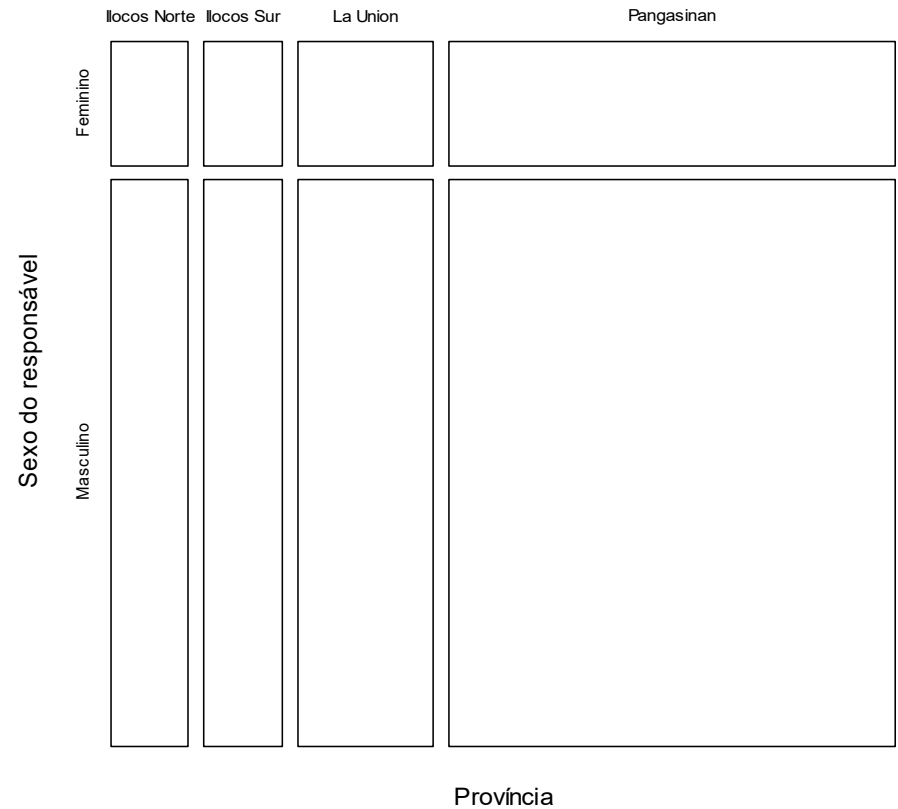 Ilocos Norte Ilocos Sur La Union Pangasinan
Feminino
Sexo do responsável
Masculino
Província